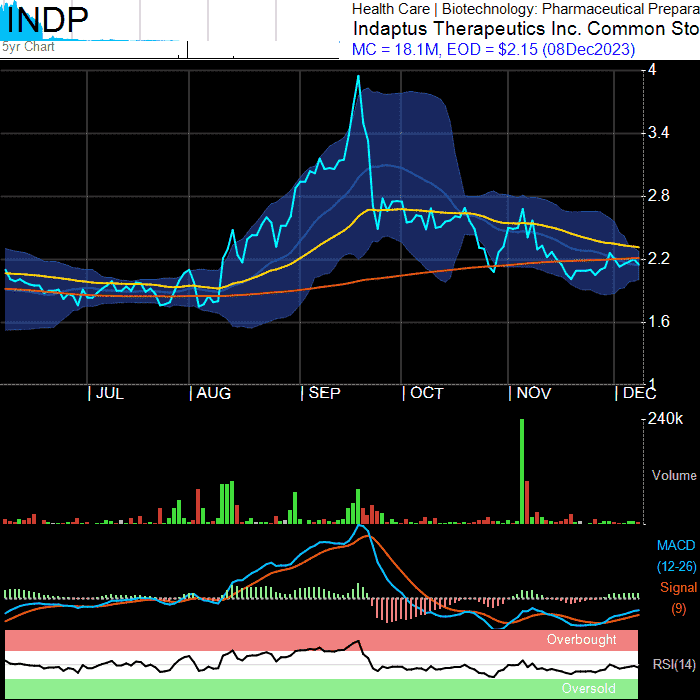 INDP
5yr Chart
Health Care | Biotechnology: Pharmaceutical Prepara
Indaptus Therapeutics Inc. Common Sto
MC = 18.1M, EOD = $2.15 (08Dec2023)
4
3.4
2.8
2.2
1.6
1
JUL AUG SEP OCT NOV DEC
240k
Volume
MACD
(12-26)
Signal
(9)
Overbought
RSI(14)
Oversold